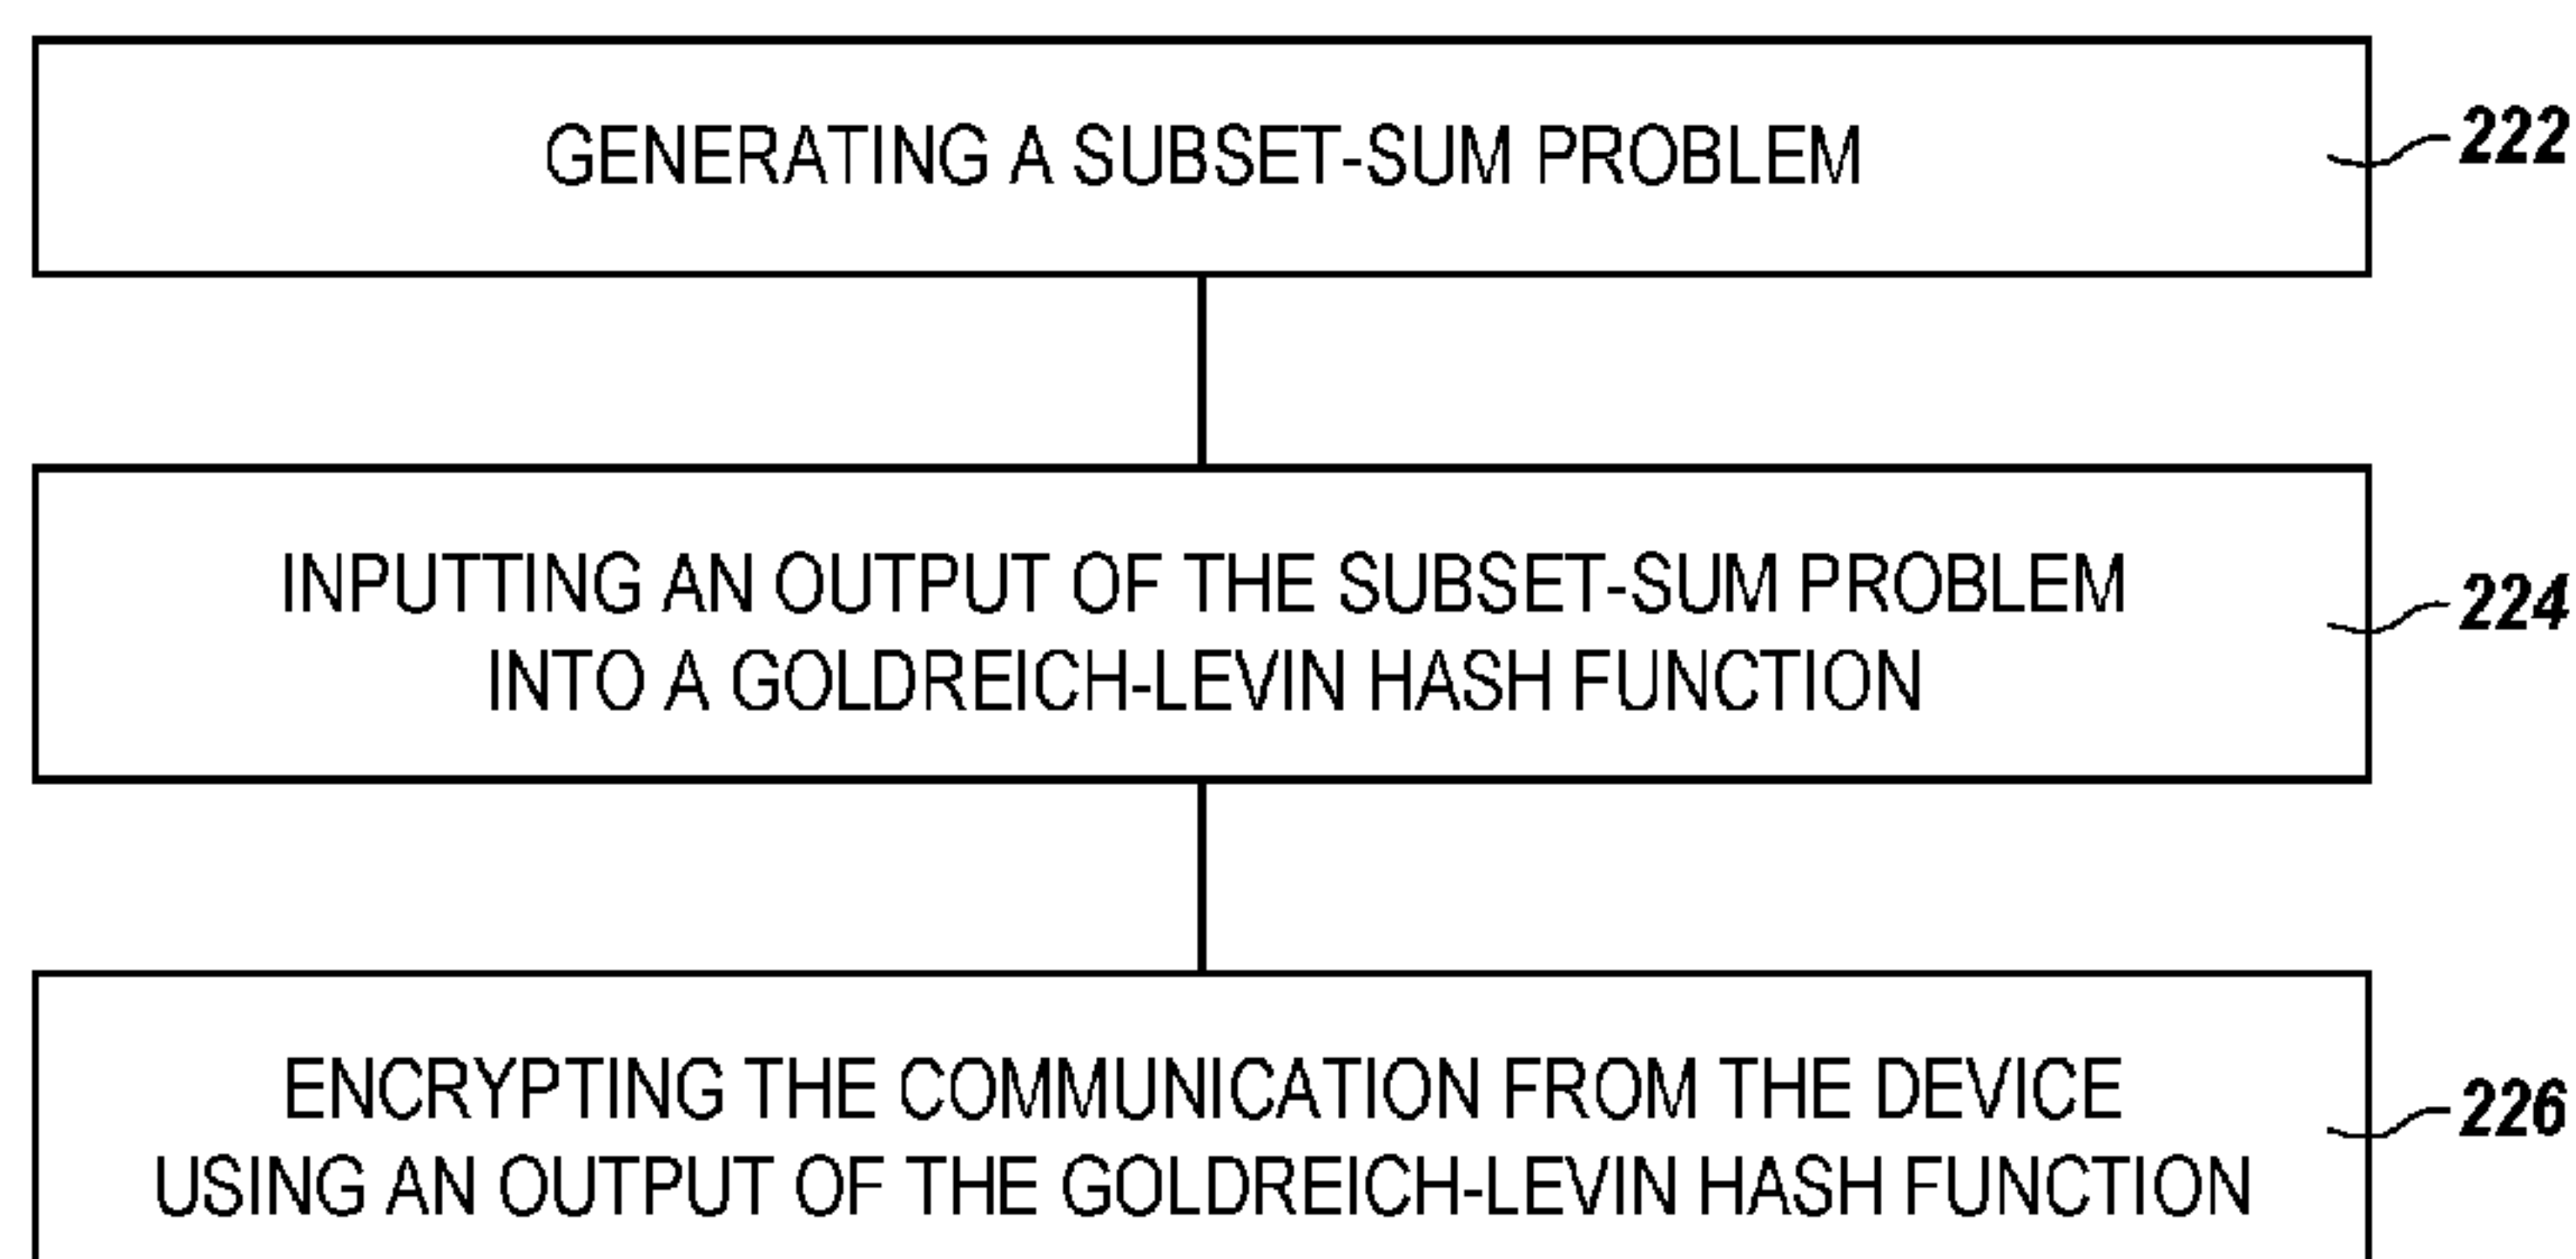 GENERATING A SUBSET-SUM PROBLEM
222
INPUTTING AN OUTPUT OF THE SUBSET-SUM PROBLEM
INTO A GOLDREICH-LEVIN HASH FUNCTION
224
ENCRYPTING THE COMMUNICATION FROM THE DEVICE
USING AN OUTPUT OF THE GOLDREICH-LEVIN HASH FUNCTION
226